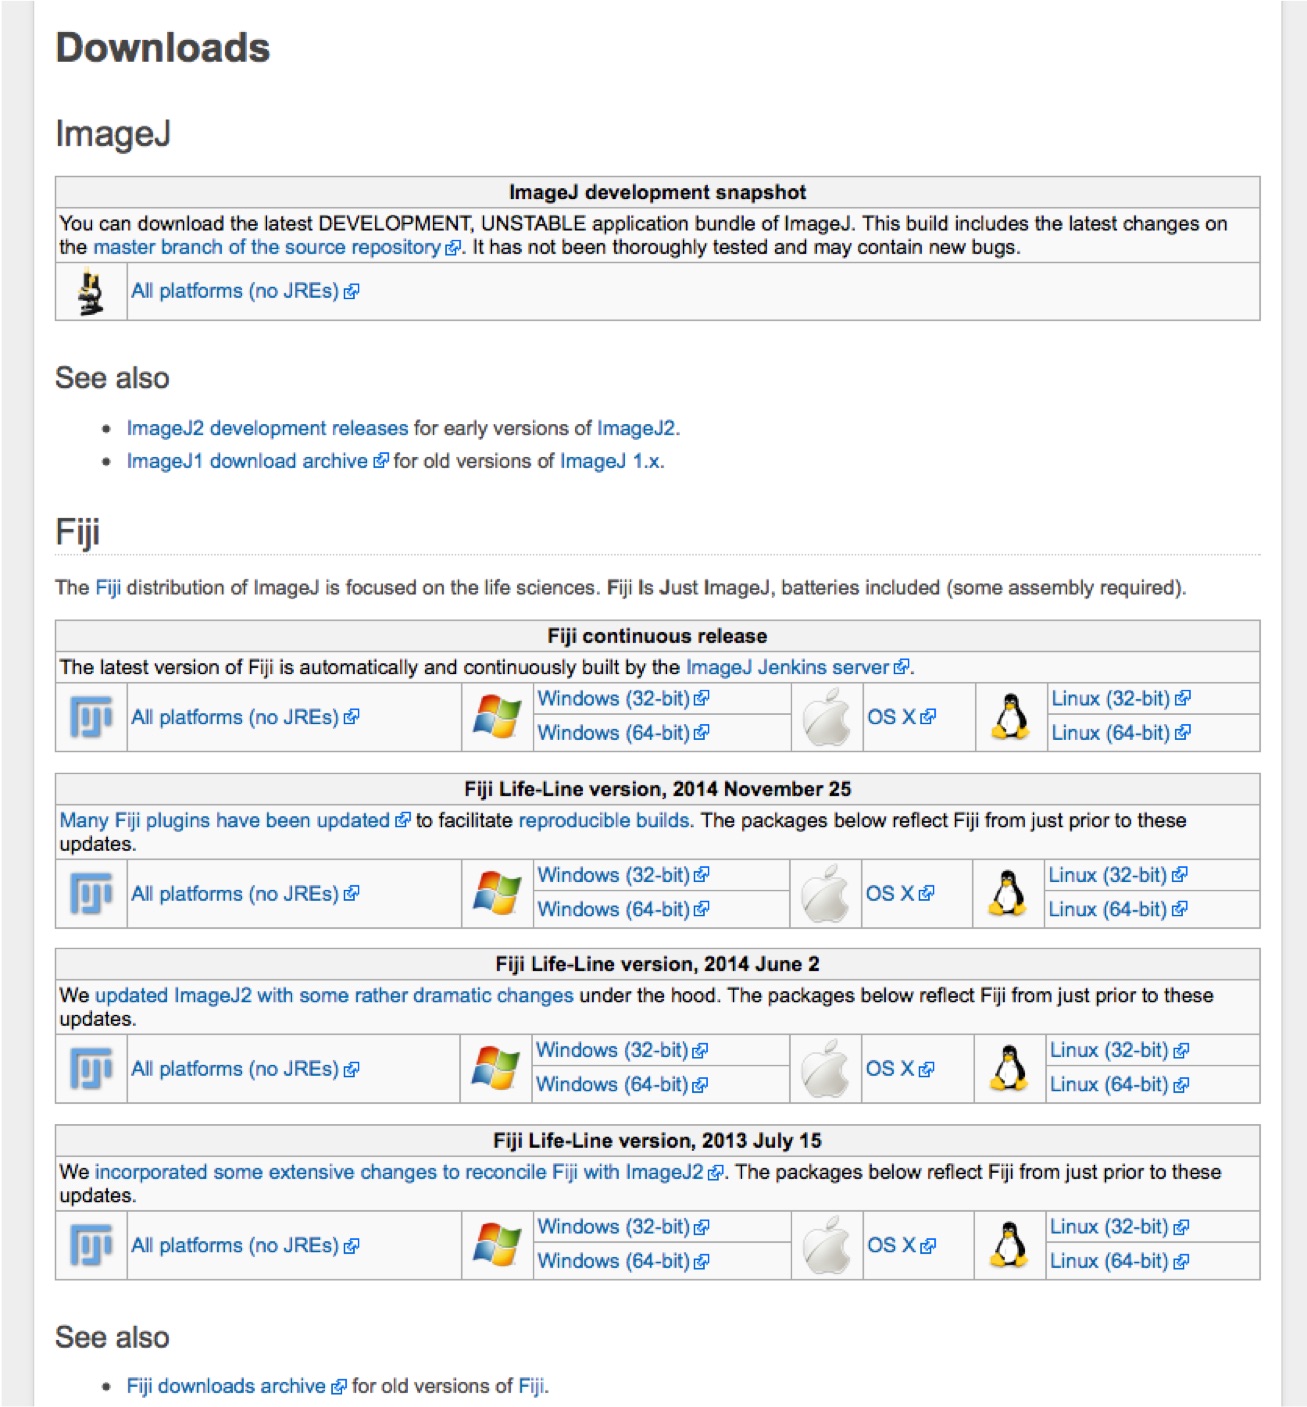 Downloads
ImageJ
ImageJ development snapshot
You can download the latest DEVELOPMENT, UNSTABLE application bundle of ImageJ. This build includes the latest changes on
the master branch of the source repository. It has not been thoroughly tested and may contain new bugs.
All platforms (no JREs)
See also
• ImageJ2 development releases for early versions of ImageJ2.
• ImageJ1 download archive for old versions of ImageJ 1.x.
Fiji
The Fiji distribution of ImageJ is focused on the life sciences. Fiji Is Just ImageJ, batteries included (some assembly required).
Fiji continuous release
The latest version of Fiji is automatically and continuously built by the ImageJ Jenkins server.
All platforms (no JREs)
Windows (32-bit)
Windows (64-bit)
OS X
Linux (32-bit)
Linux (64-bit)
Fiji Life-Line version, 2014 November 25
Many Fiji plugins have been updated to facilitate reproducible builds. The packages below reflect Fiji from just prior to these
updates.
All platforms (no JREs)
Windows (32-bit)
Windows (64-bit)
OS X
Linux (32-bit)
Linux (64-bit)
Fiji Life-Line version, 2014 June 2
We updated ImageJ2 with some rather dramatic changes under the hood. The packages below reflect Fiji from just prior to these
updates.
All platforms (no JREs)
Windows (32-bit)
Windows (64-bit)
OS X
Linux (32-bit)
Linux (64-bit)
Fiji Life-Line version, 2013 July 15
We incorporated some extensive changes to reconcile Fiji with ImageJ2. The packages below reflect Fiji from just prior to these
updates.
All platforms (no JREs)
Windows (32-bit)
Windows (64-bit)
OS X
Linux (32-bit)
Linux (64-bit)
See also
• Fiji downloads archive for old versions of Fiji.